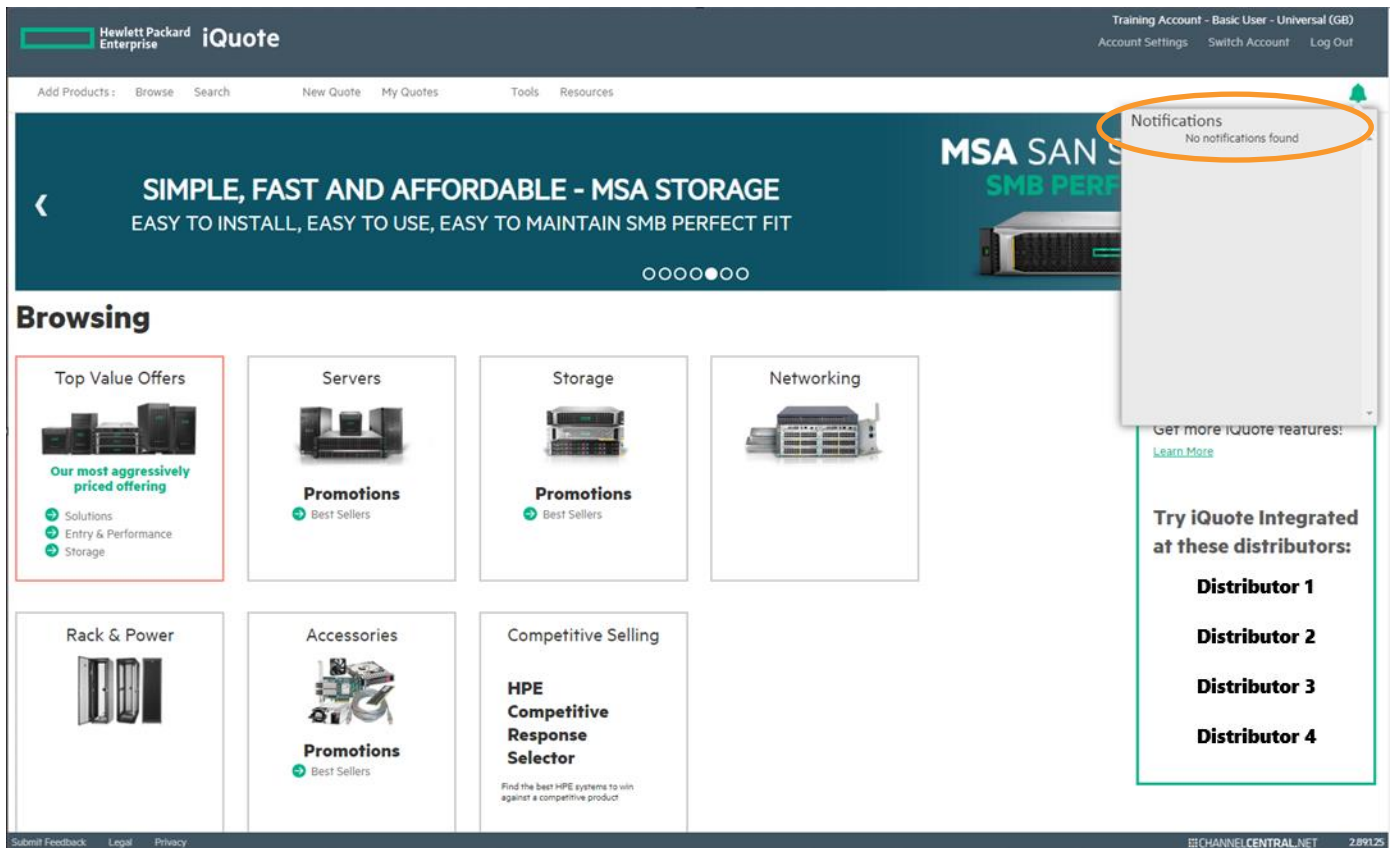 Hewlett Packard
Enterprise
iQuote
Training Account - Basic User - Universal (GB)
Account Settings Switch Account Log Out
Add Products : Browse Search New Quote My Quotes Tools Resources
Notifications
No notifications found
MSA SAN S
SMB PERF
SIMPLE, FAST AND AFFORDABLE - MSA STORAGE
EASY TO INSTALL, EASY TO USE, EASY TO MAINTAIN SMB PERFECT FIT
Browsing
Top Value Offers
Our most aggressively
priced offering
Solutions
Entry & Performance
Storage
Servers
Promotions
Best Sellers
Storage
Promotions
Best Sellers
Networking
Get more iQuote features!
Learn More
Try iQuote Integrated
at these distributors:
Distributor 1
Distributor 2
Distributor 3
Distributor 4
Rack & Power
Accessories
Promotions
Best Sellers
Competitive Selling
HPE
Competitive
Response
Selector
Find the best HPE systems to win
against a competitive product
Submit Feedback Legal Privacy
CHANNELCENTRAL.NET 2.891.25